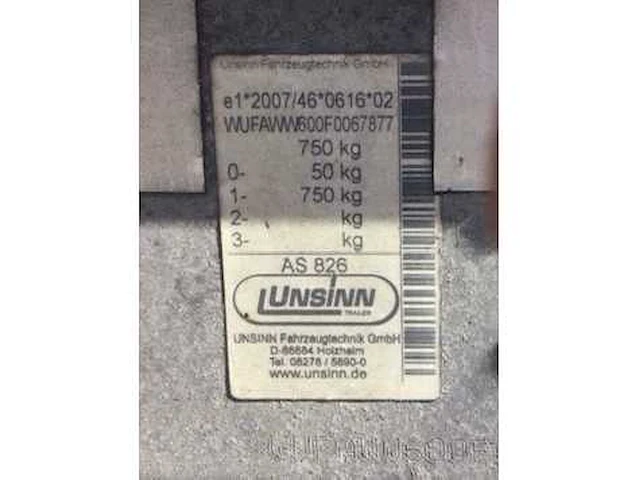 Unsinn Fahrzeugtechnik GmbH
e1*2007/46*0616*02
WUFAWW600F0067877
750 kg
0- 50 kg
1- 750 kg
2- kg
3- kg
AS 826
UNSINN
TRAILER
UNSINN Fahrzeugtechnik GmbH
D-86684 Holzheim
Tel. 08276 / 5890-0
www.unsinn.de
WUFAWW600F